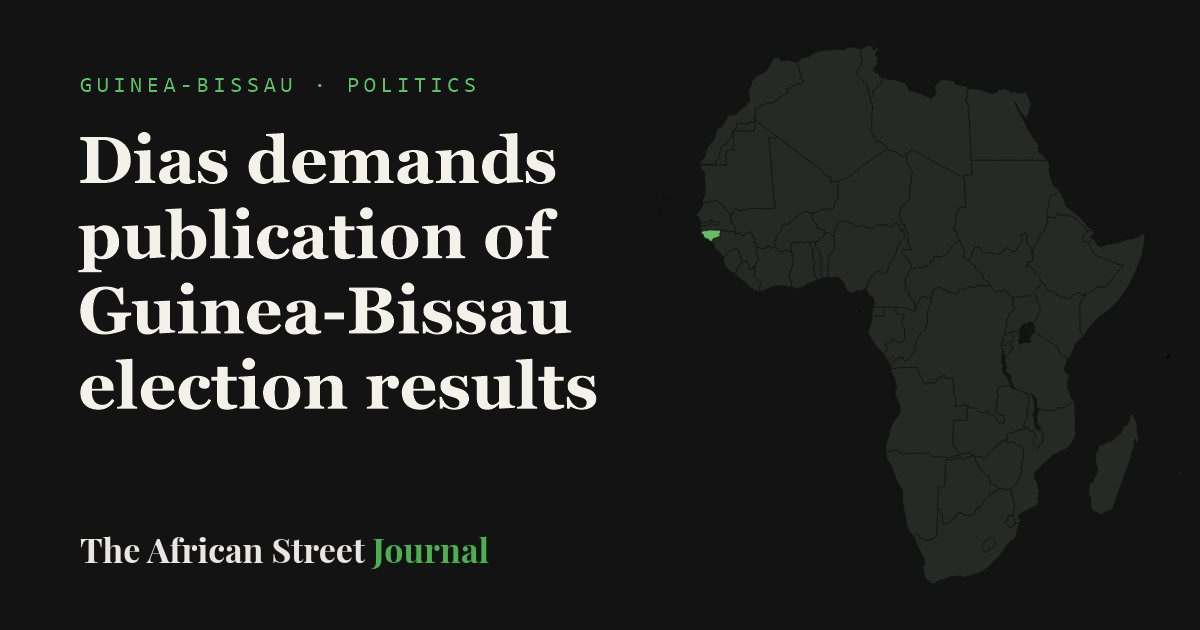 GUINEA-BISSAU · POLITICS
Dias demands
publication of
Guinea-Bissau
election results
The African Street Journal